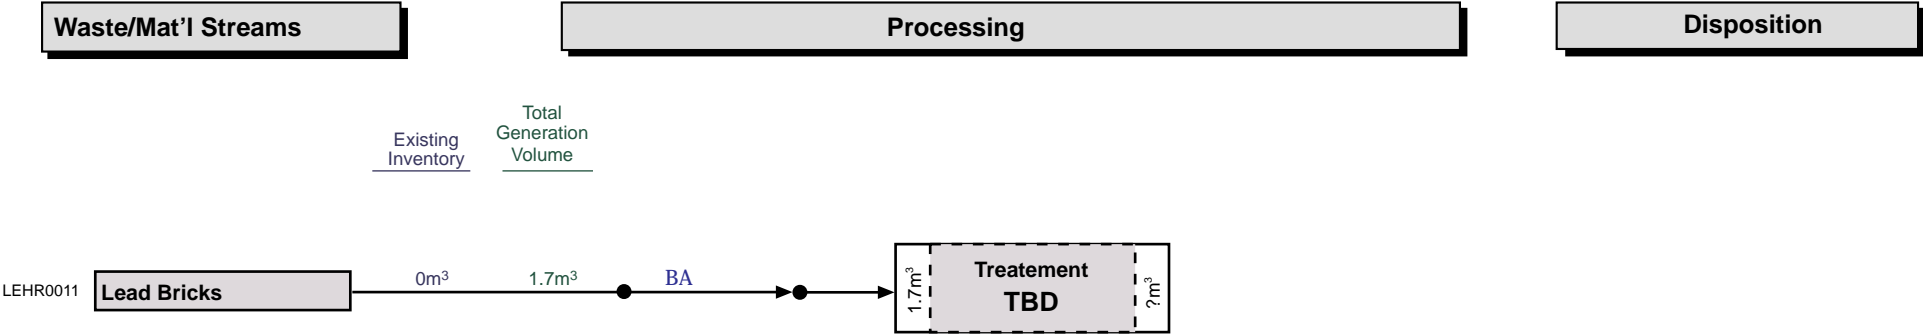 Waste/Mat'l Streams
Processing
Disposition
Existing
Inventory
Total
Generation
Volume
LEHR0011
Lead Bricks
0m³
1.7m³
BA
1.7m³
Treatement
TBD
?m³